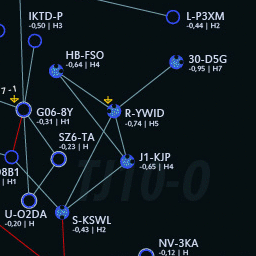 IKTD-P
-0,50 | H3
L-P3XM
-0,44 | H2
HB-FSO
-0,64 | H4
30-D5G
-0,95 | H7
7 -1
G06-8Y
-0,31 | H1
R-YWID
-0,74 | H5
SZ6-TA
-0,23 | H
J1-KJP
-0,65 | H4
08B1
| H1
TJTO-O
U-O2DA
-0,20 | H
S-KSWL
-0,43 | H2
NV-3KA
-0,12 | H